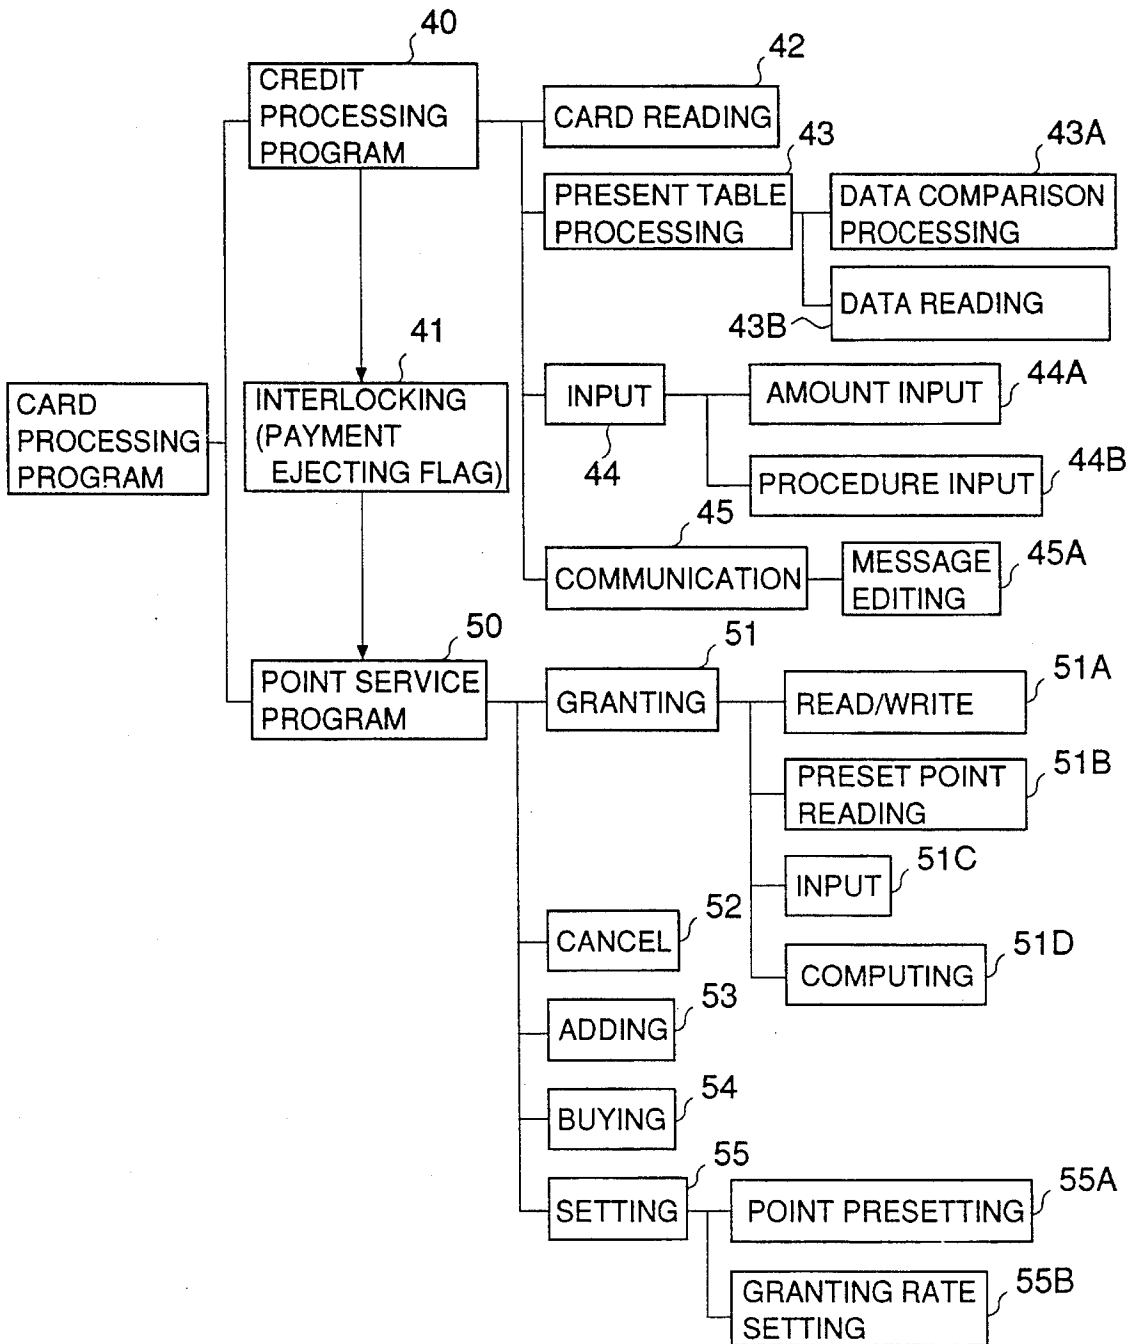 40
CREDIT
PROCESSING
PROGRAM
42
CARD READING
43
PRESENT TABLE
PROCESSING
43A
DATA COMPARISON
PROCESSING
DATA READING
43B
41
INTERLOCKING
(PAYMENT
EJECTING FLAG)
CARD
PROCESSING
PROGRAM
INPUT
44
AMOUNT INPUT
44A
PROCEDURE INPUT
44B
45
COMMUNICATION
MESSAGE
EDITING
45A
50
POINT SERVICE
PROGRAM
51
GRANTING
READ/WRITE
51A
PRESET POINT
READING
51B
INPUT
51C
COMPUTING
51D
CANCEL
52
ADDING
53
BUYING
54
SETTING
55
POINT PRESETTING
55A
GRANTING RATE
SETTING
55B